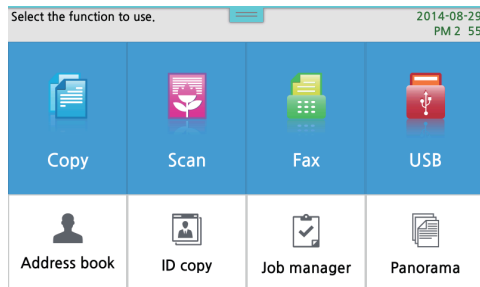 Select the function to use.
2014-08-29
PM 2 55
Copy
Scan
Fax
USB
Address book
ID copy
Job manager
Panorama